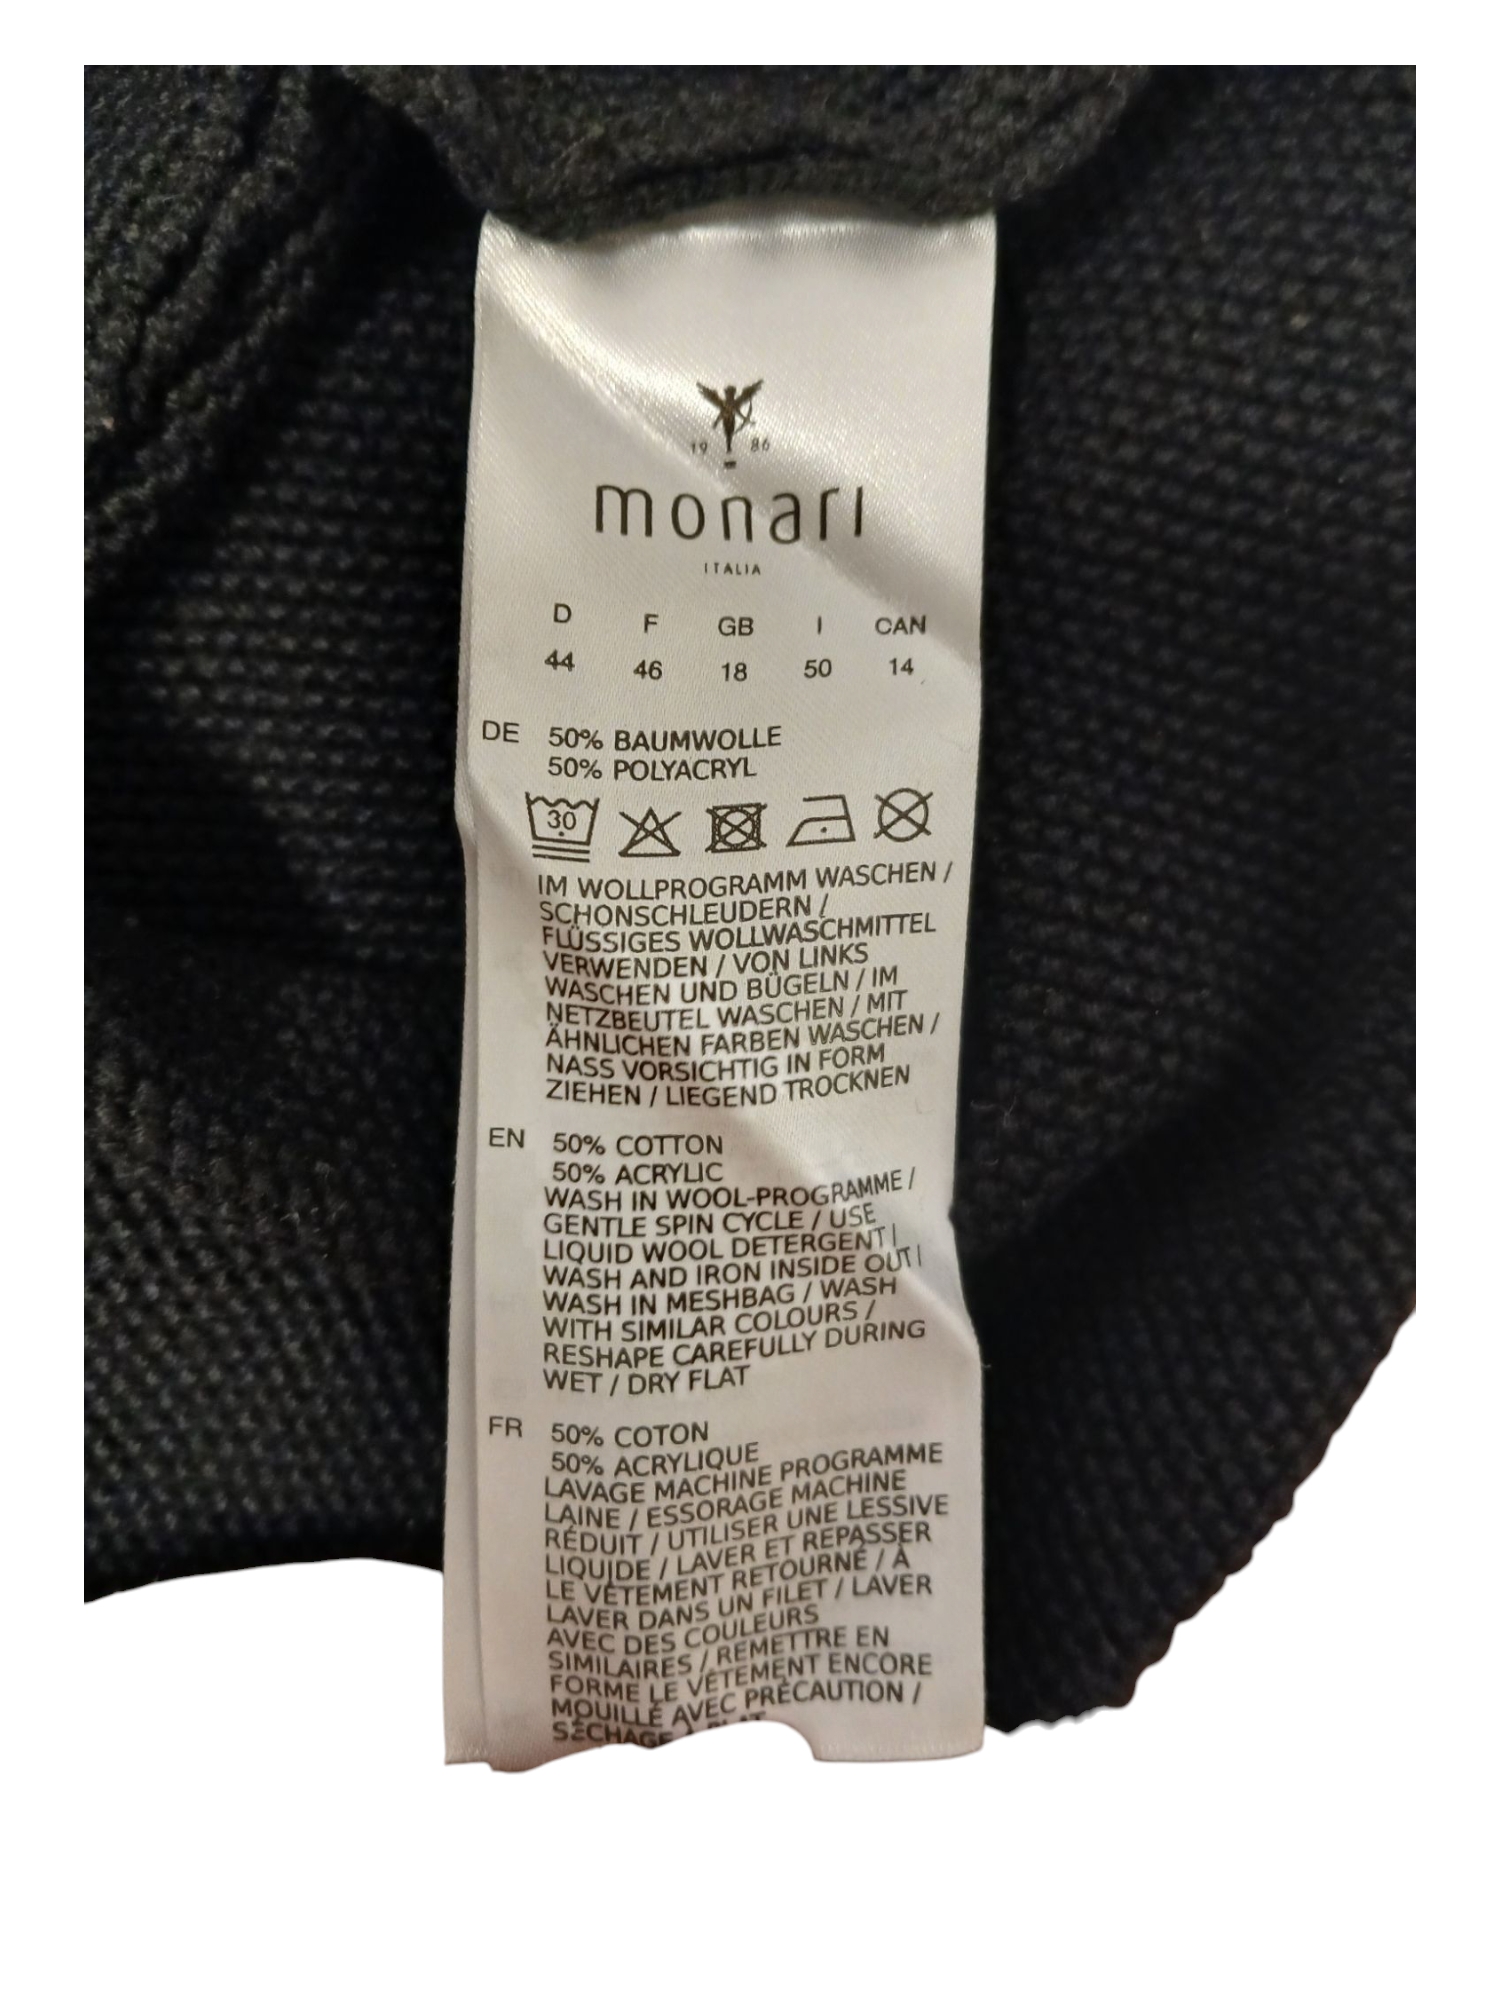 19 86
monari
ITALIA
D F GB I CAN
44 46 18 50 14
DE 50% BAUMWOLLE
50% POLYACRYL
30
IM WOLLPROGRAMM WASCHEN /
SCHONSCHLEUDERN /
FLÜSSIGES WOLLWASCHMITTEL
VERWENDEN / VON LINKS
WASCHEN UND BÜGELN / IM
NETZBEUTEL WASCHEN / MIT
ÄHNLICHEN FARBEN WASCHEN /
NASS VORSICHTIG IN FORM
ZIEHEN / LIEGEND TROCKNEN
EN 50% COTTON
50% ACRYLIC
WASH IN WOOL-PROGRAMME /
GENTLE SPIN CYCLE / USE
LIQUID WOOL DETERGENT /
WASH AND IRON INSIDE OUT /
WASH IN MESHBAG / WASH
WITH SIMILAR COLOURS /
RESHAPE CAREFULLY DURING
WET / DRY FLAT
FR 50% COTON
50% ACRYLIQUE
LAVAGE MACHINE PROGRAMME
LAINE / ESSORAGE MACHINE
RÉDUIT / UTILISER UNE LESSIVE
LIQUIDE / LAVER ET REPASSER
LE VÊTEMENT RETOURNÉ / À
LAVER DANS UN FILET / LAVER
AVEC DES COULEURS
SIMILAIRES / REMETTRE EN
FORME LE VÊTEMENT ENCORE
MOUILLÉ AVEC PRÉCAUTION /
SÉCHAGE À